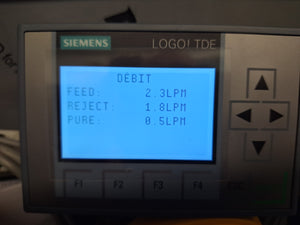 SIEMENS
LOGO! TDE
DEBIT
FEED: 2.3LPM
REJECT: 1.8LPM
PURE: 0.5LPM
F1 F2 F3 F4 ESC